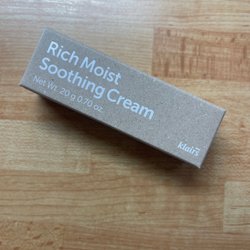 Rich Moist
Soothing Cream
Net Wt. 20 g 0.70 oz.
klairs